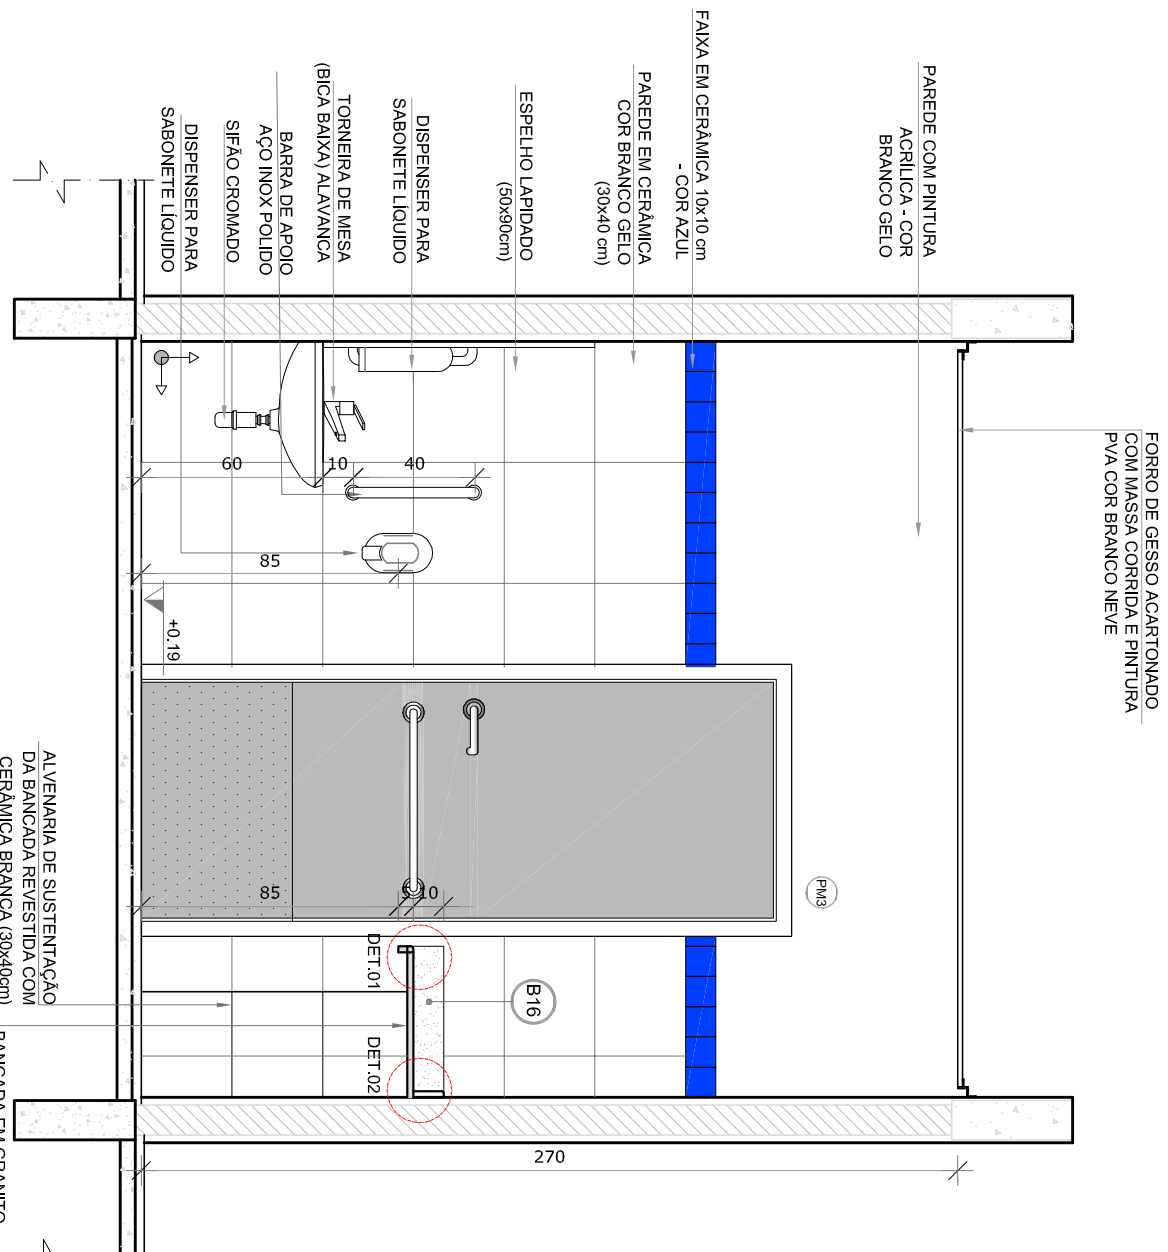 FORRO DE GESSO ACARTONADO
COM MASSA CORRIDA E PINTURA
PVA COR BRANCO NEVE
PAREDE COM PINTURA
ACRÍLICA - COR
BRANCO GELO
FAIXA EM CERÂMICA 10x10 cm
- COR AZUL
PAREDE EM CERÂMICA
COR BRANCO GELO
(30x40 cm)
ESPELHO LAPIDADO
(50x90cm)
DISPENSER PARA
SABONETE LÍQUIDO
TORNEIRA DE MESA
(BICA BAIXA) ALAVANCA
BARRA DE APOIO
AÇO INOX POLIDO
SIFÃO CROMADO
DISPENSER PARA
SABONETE LÍQUIDO
60
10
40
85
+0.19
PM3
85
10
B16
DET.01
DET.02
270
ALVENARIA DE SUSTENTAÇÃO
DA BANCADA REVESTIDA COM
CERÂMICA BRANCA (30x40cm)
BANCADA EM GRANITO